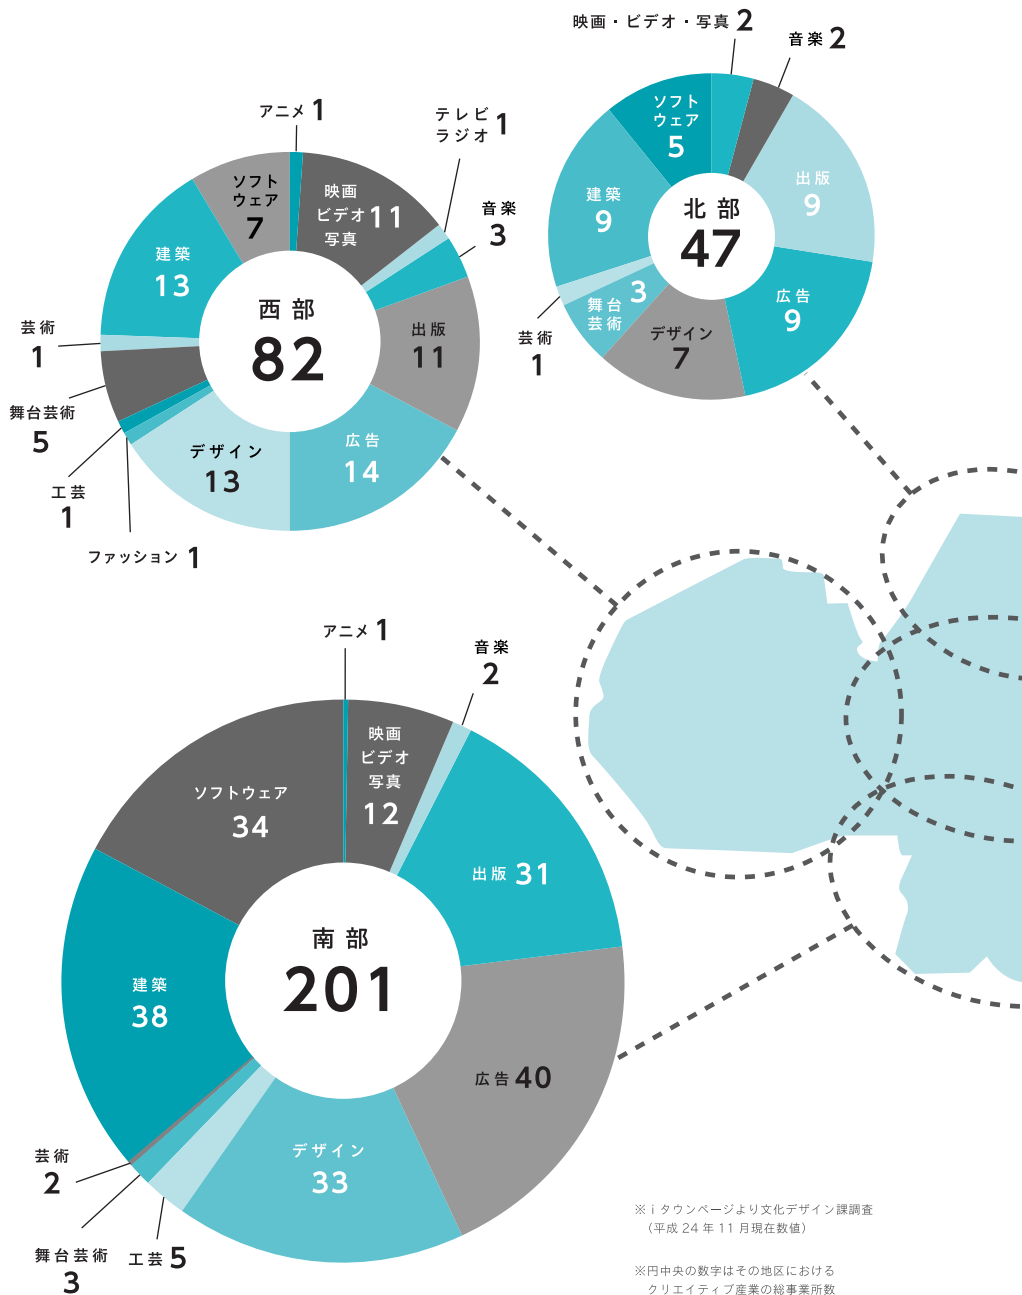 映画・ビデオ・写真 2
音楽 2
ソフト
ウェア
5
出版
9
建築
9
北部
47
広告
9
舞台
芸術
3
デザイン
7
芸術
1
アニメ 1
テレビ
ラジオ 1
音楽
3
ソフト
ウェア
7
映画
ビデオ 11
写真
建築
13
西部
82
出版
11
芸術
1
舞台芸術
5
工芸
1
ファッション 1
デザイン
13
広告
14
アニメ 1
音楽
2
映画
ビデオ
写真
12
ソフトウェア
34
出版 31
南部
201
建築
38
広告 40
デザイン
33
芸術
2
舞台芸術
3
工芸 5
※ i タウンページより文化デザイン課調査
（平成 24 年 11 月現在数値）
※円中央の数字はその地区における
クリエイティブ産業の総事業所数